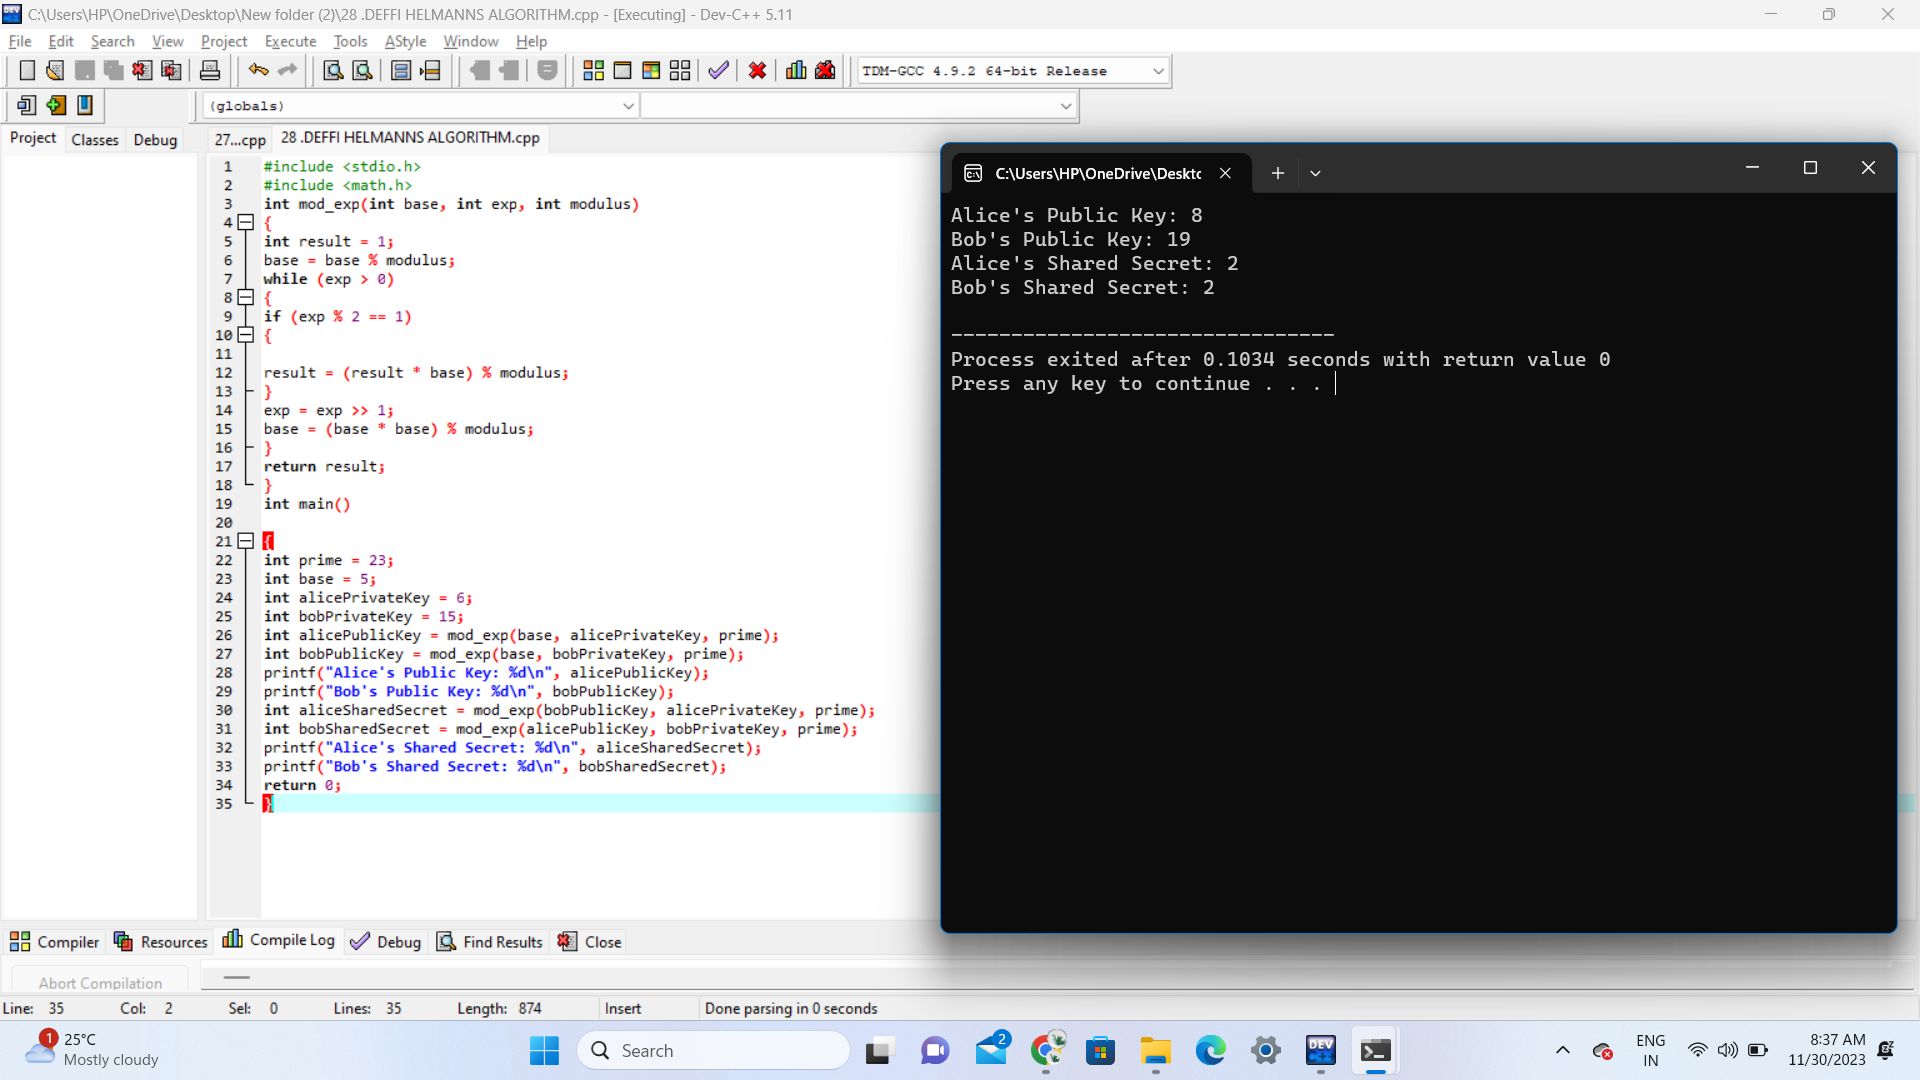 C:\Users\HP\OneDrive\Desktop\New folder (2)\28 .DEFFI HELMANNS ALGORITHM.cpp - [Executing] - Dev-C++ 5.11
File Edit Search View Project Execute Tools AStyle Window Help
TDM-GCC 4.9.2 64-bit Release
(globals)
Project Classes Debug
27...cpp 28 .DEFFI HELMANNS ALGORITHM.cpp
1 #include <stdio.h>
2 #include <math.h>
3 int mod_exp(int base, int exp, int modulus)
4 {
5 int result = 1;
6 base = base % modulus;
7 while (exp > 0)
8 {
9 if (exp % 2 == 1)
10 {
11
12 result = (result * base) % modulus;
13 }
14 exp = exp >> 1;
15 base = (base * base) % modulus;
16 }
17 return result;
18 }
19 int main()
20
21 {
22 int prime = 23;
23 int base = 5;
24 int alicePrivateKey = 6;
25 int bobPrivateKey = 15;
26 int alicePublicKey = mod_exp(base, alicePrivateKey, prime);
27 int bobPublicKey = mod_exp(base, bobPrivateKey, prime);
28 printf("Alice's Public Key: %d\n", alicePublicKey);
29 printf("Bob's Public Key: %d\n", bobPublicKey);
30 int aliceSharedSecret = mod_exp(bobPublicKey, alicePrivateKey, prime);
31 int bobSharedSecret = mod_exp(alicePublicKey, bobPrivateKey, prime);
32 printf("Alice's Shared Secret: %d\n", aliceSharedSecret);
33 printf("Bob's Shared Secret: %d\n", bobSharedSecret);
34 return 0;
35 }
C:\Users\HP\OneDrive\Deskto
Alice's Public Key: 8
Bob's Public Key: 19
Alice's Shared Secret: 2
Bob's Shared Secret: 2
--------------------------------
Process exited after 0.1034 seconds with return value 0
Press any key to continue . . .
Compiler Resources Compile Log Debug Find Results Close
Abort Compilation
Line: 35 Col: 2 Sel: 0 Lines: 35 Length: 874 Insert Done parsing in 0 seconds
1
25°C
Mostly cloudy
Search
2
DEV
ENG
IN
8:37 AM
11/30/2023